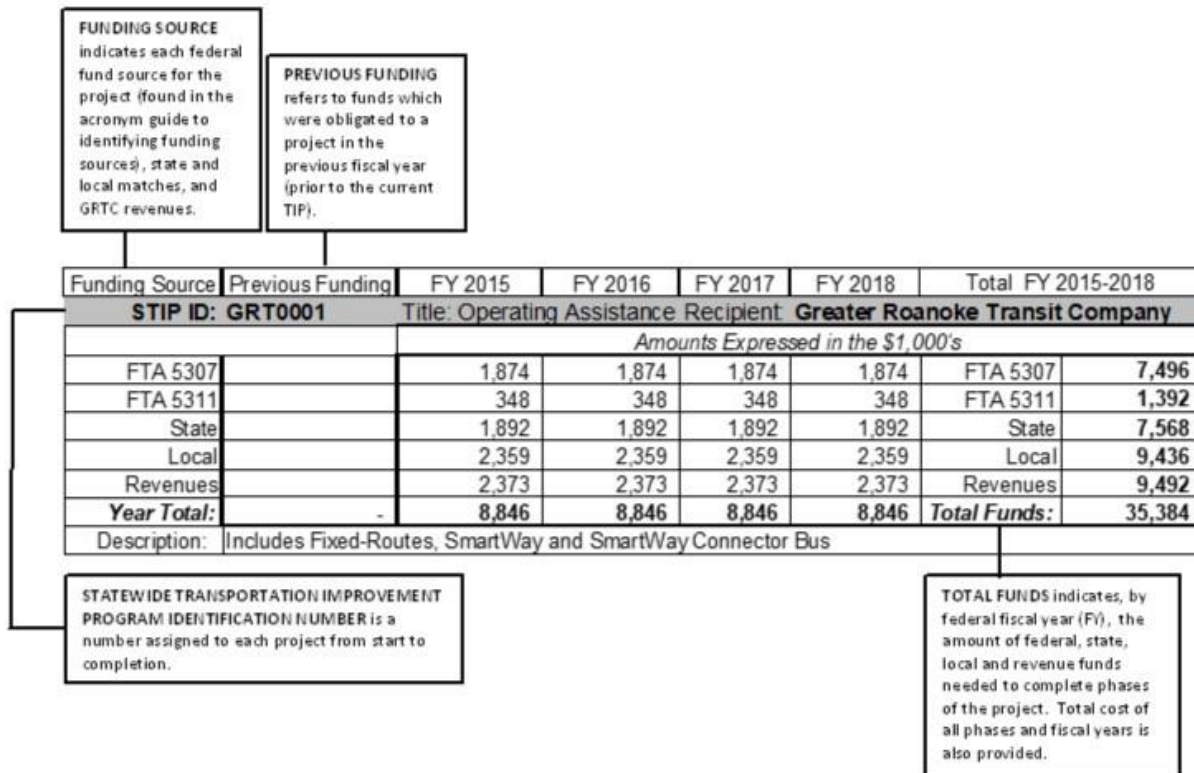 FUNDING SOURCE
indicates each federal
fund source for the
project (found in the
acronym guide to
identifying funding
sources), state and
local matches, and
GRTC revenues.
PREVIOUS FUNDING
refers to funds which
were obligated to a
project in the
previous fiscal year
(prior to the current
TIP).
Funding Source Previous Funding FY 2015 FY 2016 FY 2017 FY 2018 Total FY 2015-2018
STIP ID: GRT0001 Title: Operating Assistance Recipient: Greater Roanoke Transit Company
Amounts Expressed in the $1,000's
FTA 5307 1,874 1,874 1,874 1,874 FTA 5307 7,496
FTA 5311 348 348 348 348 FTA 5311 1,392
State 1,892 1,892 1,892 1,892 State 7,568
Local 2,359 2,359 2,359 2,359 Local 9,436
Revenues 2,373 2,373 2,373 2,373 Revenues 9,492
Year Total: - 8,846 8,846 8,846 8,846 Total Funds: 35,384
Description: Includes Fixed-Routes, SmartWay and SmartWay Connector Bus
STATEWIDE TRANSPORTATION IMPROVEMENT
PROGRAM IDENTIFICATION NUMBER is a
number assigned to each project from start to
completion.
TOTAL FUNDS indicates, by
federal fiscal year (FY), the
amount of federal, state,
local and revenue funds
needed to complete phases
of the project. Total cost of
all phases and fiscal years is
also provided.